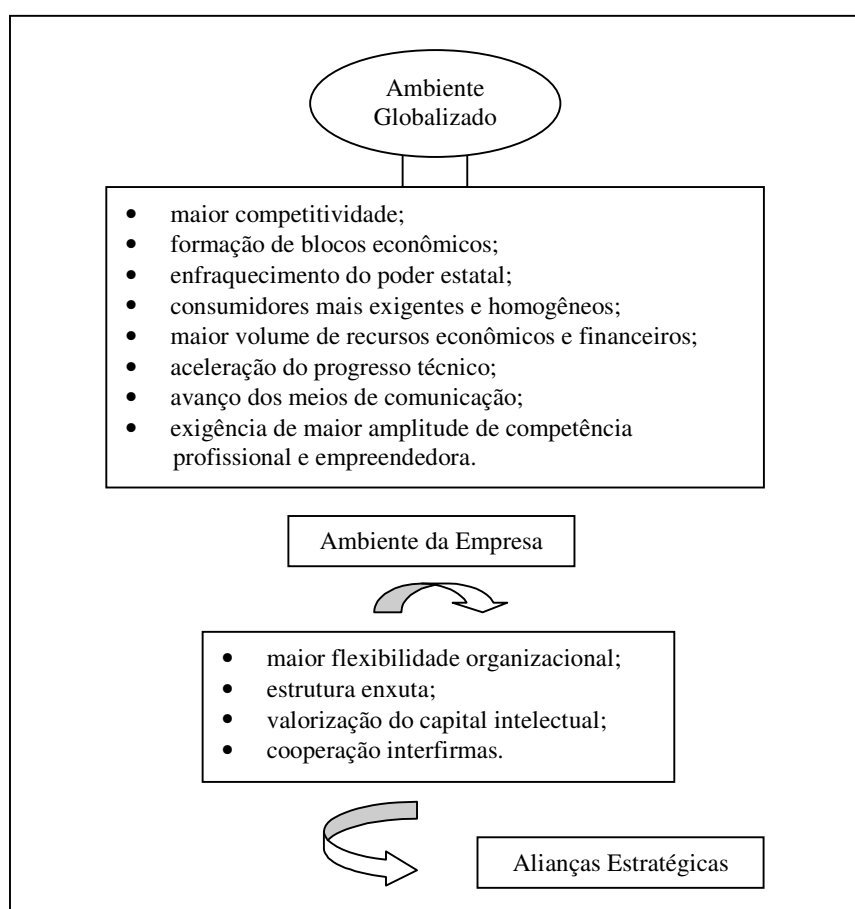 Ambiente
Globalizado
• maior competitividade;
• formação de blocos econômicos;
• enfraquecimento do poder estatal;
• consumidores mais exigentes e homogêneos;
• maior volume de recursos econômicos e financeiros;
• aceleração do progresso técnico;
• avanço dos meios de comunicação;
• exigência de maior amplitude de competência
profissional e empreendedora.
Ambiente da Empresa
• maior flexibilidade organizacional;
• estrutura enxuta;
• valorização do capital intelectual;
• cooperação interfirmas.
Alianças Estratégicas